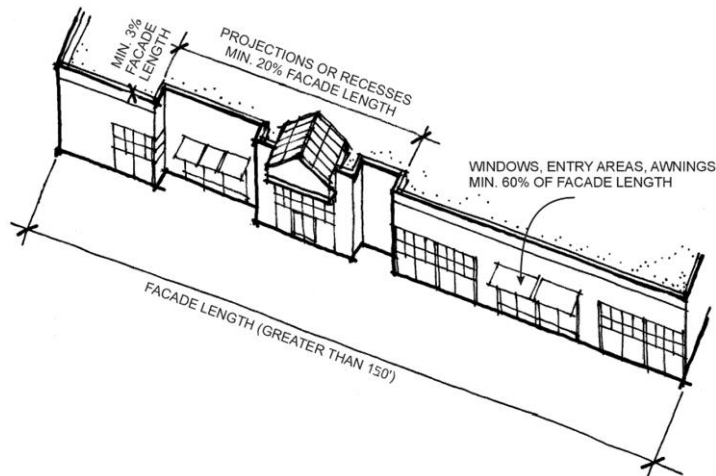 MIN. 3%
FACADE
LENGTH
PROJECTIONS OR RECESSES
MIN. 20% FACADE LENGTH
WINDOWS, ENTRY AREAS, AWNINGS
MIN. 60% OF FACADE LENGTH
FACADE LENGTH (GREATER THAN 150')